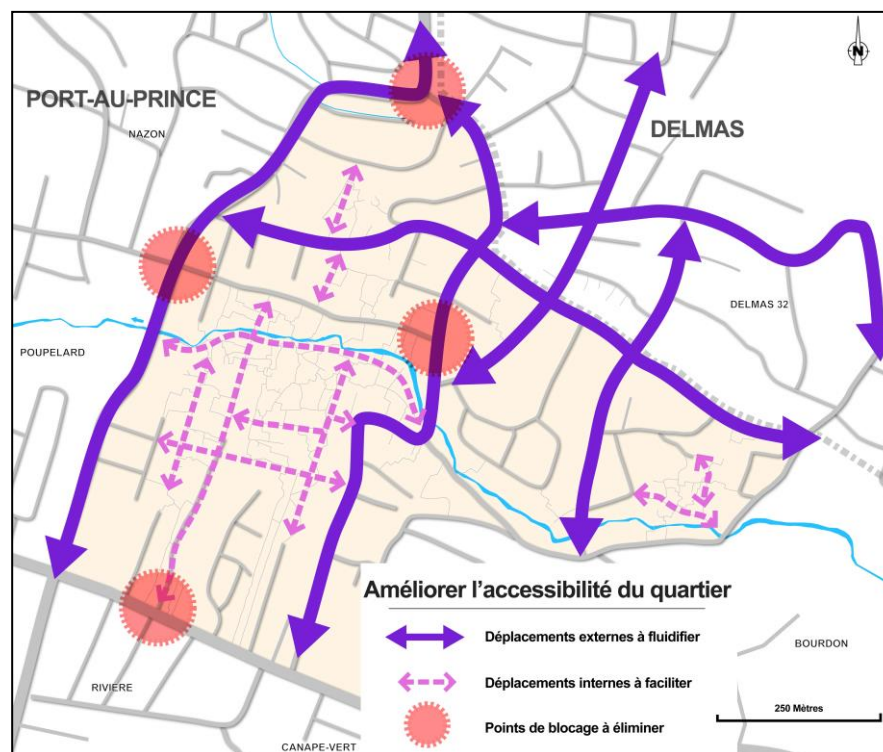 N
PORT-AU-PRINCE
NAZON
DELMAS
DELMAS 32
POUPELARD
Améliorer l'accessibilité du quartier
Déplacements externes à fluidifier
Déplacements internes à faciliter
Points de blocage à éliminer
BOURDON
250 Mètres
RIVIERE
CANAPE-VERT